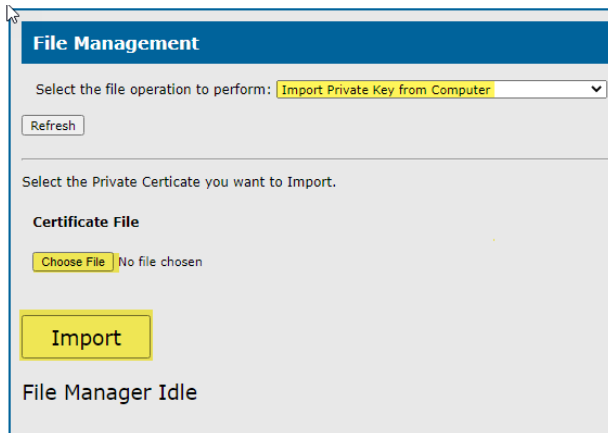 File Management
Select the file operation to perform: Import Private Key from Computer
Refresh
Select the Private Certicate you want to Import.
Certificate File
Choose File No file chosen
Import
File Manager Idle